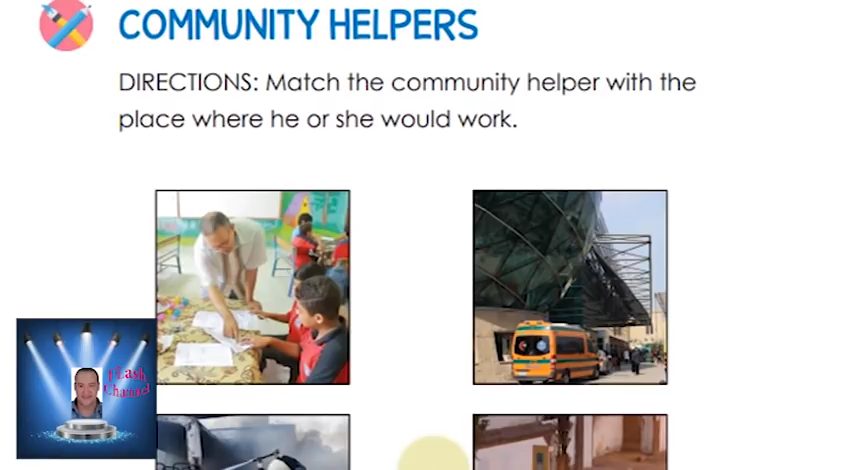 COMMUNITY HELPERS
DIRECTIONS: Match the community helper with the
place where he or she would work.
FLash
Channel